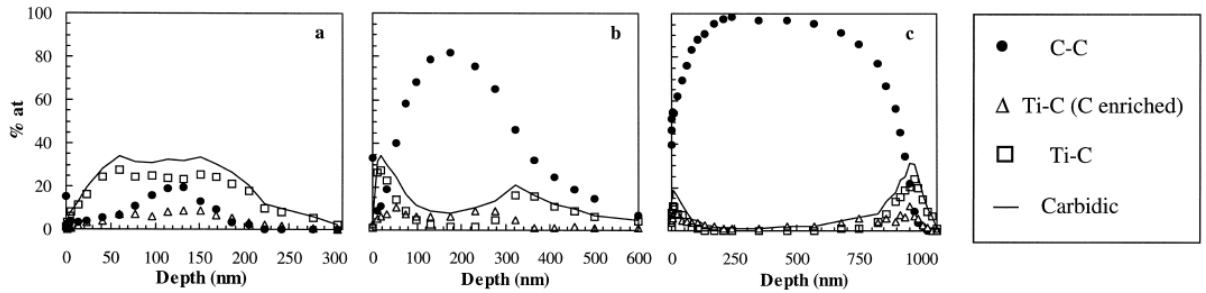 100
80
60
40
20
0
% at
a
0 50 100 150 200 250 300
Depth (nm)
b
0 100 200 300 400 500 600
Depth (nm)
c
0 250 500 750 1000
Depth (nm)
C-C
Ti-C (C enriched)
Ti-C
Carbidic